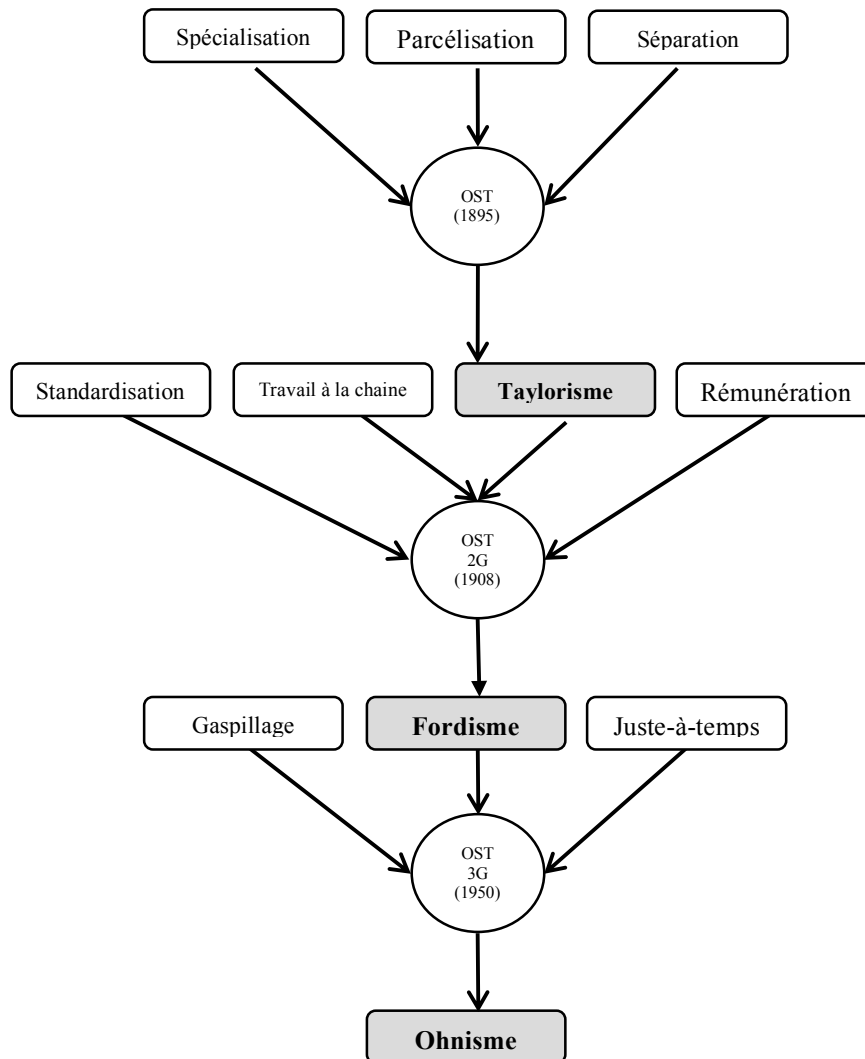 Spécialisation
Parcélisation
Séparation
OST
(1895)
Standardisation
Travail à la chaine
Taylorisme
Rémunération
OST
2G
(1908)
Gaspillage
Fordisme
Juste-à-temps
OST
3G
(1950)
Ohnisme